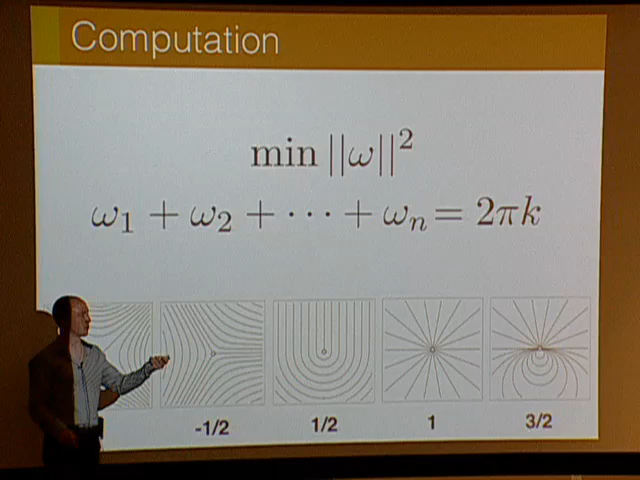 Computation
min ||ω||²
ω₁ + ω₂ + ⋯ + ωₙ = 2πk
-1/2 1/2 1 3/2